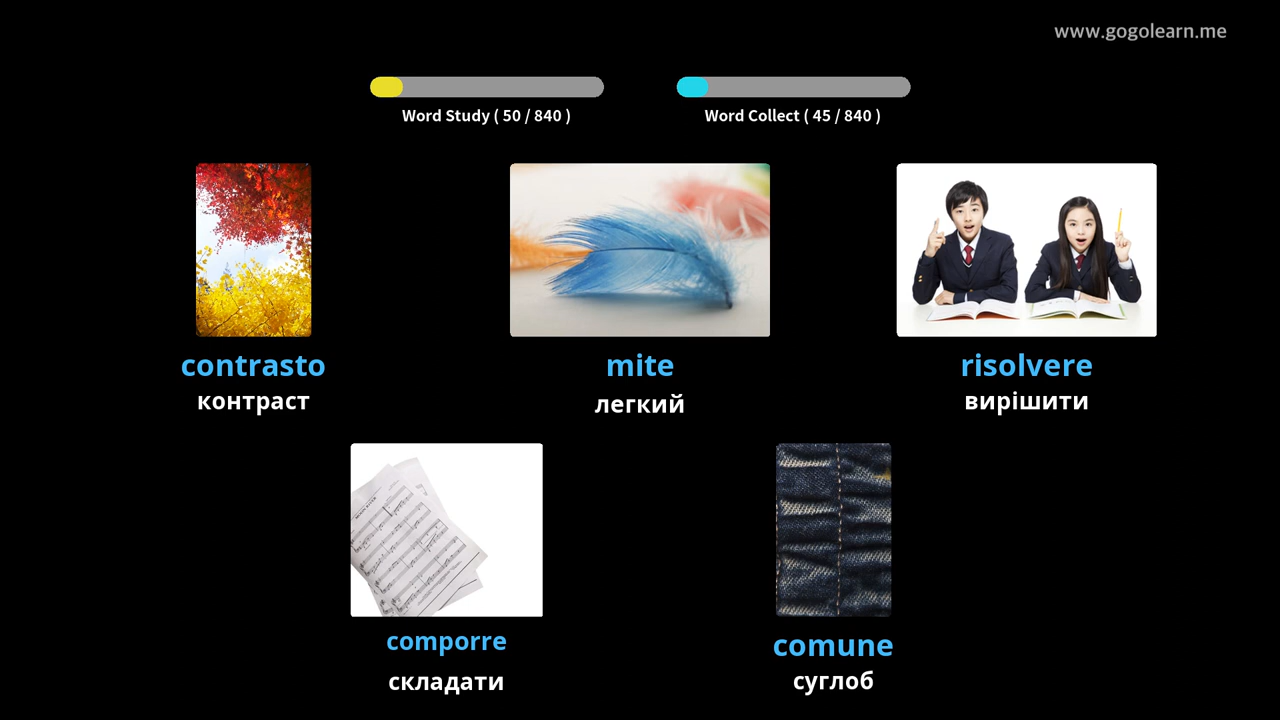 www.gogolearn.me
Word Study ( 50 / 840 )
Word Collect ( 45 / 840 )
contrasto
контраст
mite
легкий
risolvere
вирішити
comporre
складати
comune
суглоб